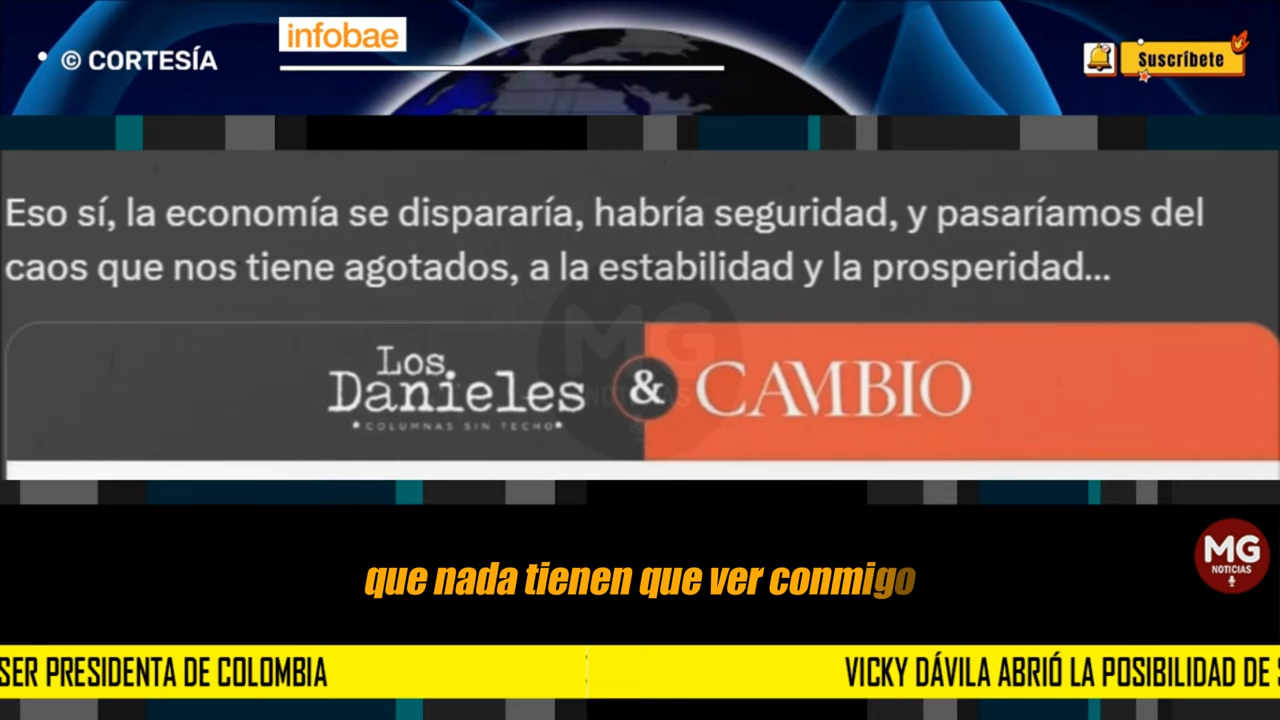 © CORTESÍA
infobae
Suscríbete
Eso sí, la economía se dispararía, habría seguridad, y pasaríamos del
caos que nos tiene agotados, a la estabilidad y la prosperidad...
Los
Danieles
COLUMNAS SIN TECHO
&
CAMBIO
MG
NOTICIAS
que nada tienen que ver conmigo
MG
NOTICIAS
SER PRESIDENTA DE COLOMBIA
VICKY DÁVILA ABRIÓ LA POSIBILIDAD DE S